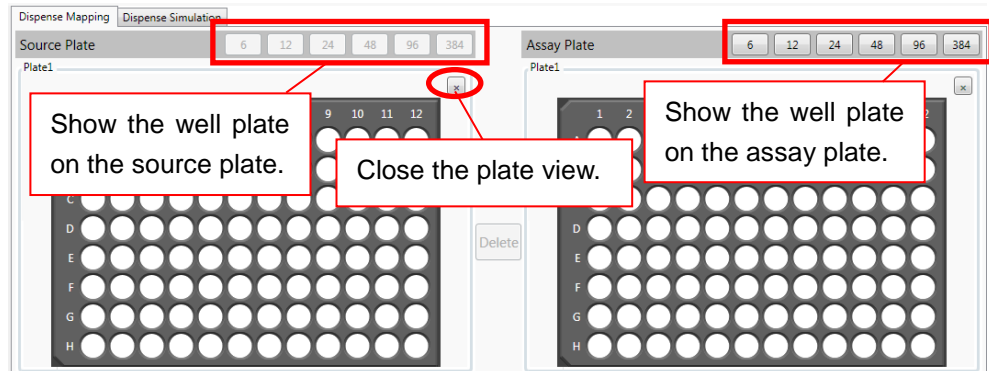 Dispense Mapping Dispense Simulation
Source Plate 6 12 24 48 96 384 Assay Plate 6 12 24 48 96 384
Plate1 Plate1
9 10 11 12 1 2 2
Show the well plate
on the source plate.
Show the well plate
on the assay plate.
Close the plate view.
C
D D
E E
F F
G G
H H
Delete